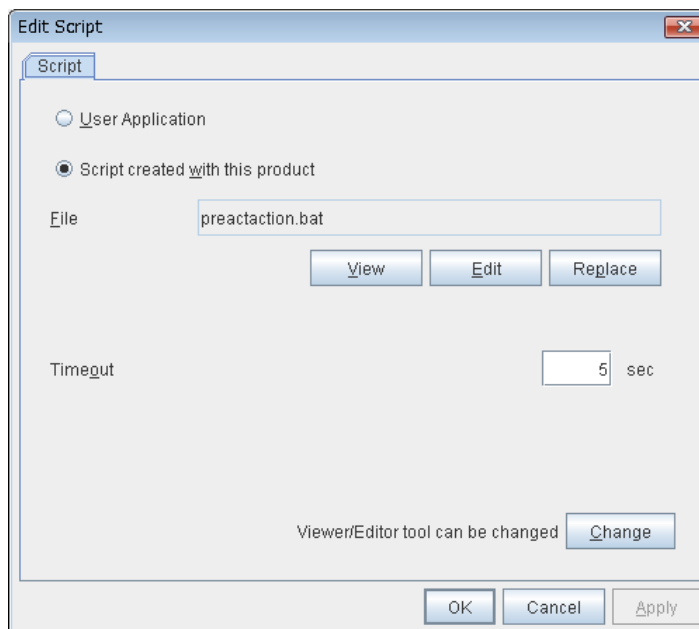 Edit Script
Script
User Application
Script created with this product
File preactaction.bat
View Edit Replace
Timeout 5 sec
Viewer/Editor tool can be changed Change
OK Cancel Apply